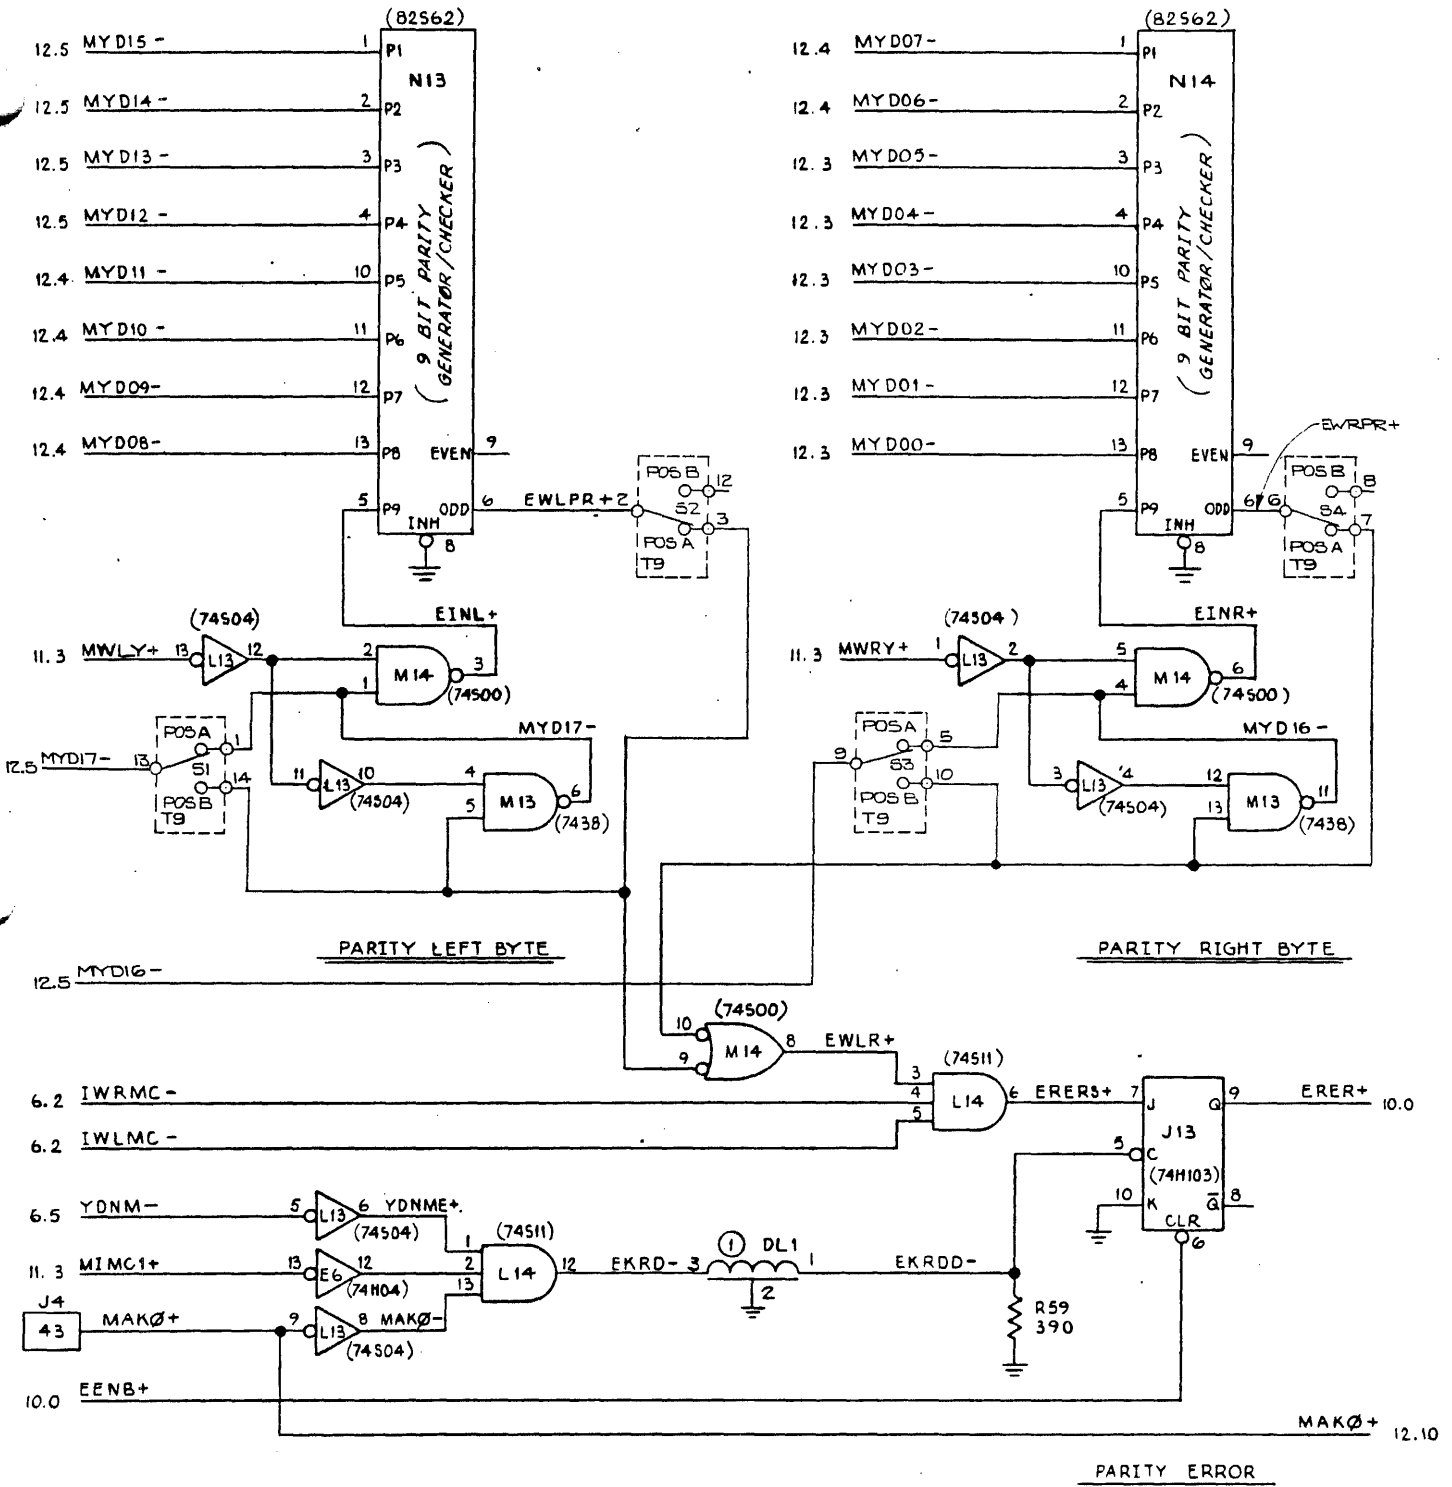 (82S62)
12.5 MYD15- 1 P1
N13
12.5 MYD14- 2 P2
12.5 MYD13- 3 P3
12.5 MYD12- 4 P4
12.4 MYD11- 10 P5
12.4 MYD10- 11 P6
12.4 MYD09- 12 P7
12.4 MYD08- 13 P8 EVEN 9
5 P9 ODD 6 EWLPR+ 2
INH 8
(9 BIT PARITY
GENERATOR/CHECKER)
POS B 12
S2
3
POS A
T9
(82S62)
12.4 MYD07- 1 P1
N14
12.4 MYD06- 2 P2
12.3 MYD05- 3 P3
12.3 MYD04- 4 P4
12.3 MYD03- 10 P5
12.3 MYD02- 11 P6
12.3 MYD01- 12 P7
12.3 MYD00- 13 P8 EVEN 9
5 P9 ODD 6 6
INH 8
(9 BIT PARITY
GENERATOR/CHECKER)
EWRPR+
POS B 8
S4
7
POS A
T9
(74S04)
EINL+
11.3 MWLY+ 13 L13 12 2
M14 3
1 (74S00)
MYD17-
12.5 MYD17- 13
POS A 1
S1
14
POS B
T9
11 L13 10 4
(74S04)
M13 6
5 (7438)
(74S04)
EINR+
11.3 MWRY+ 1 L13 2 5
M14 6
4 (74S00)
MYD16-
9
POS A 5
S3
10
POS B
T9
3 L13 4 12
(74S04)
M13 11
13 (7438)
PARITY LEFT BYTE
PARITY RIGHT BYTE
12.5 MYD16-
(74S00)
10
M14 8 EWLR+
9
(74S11)
3
6.2 IWRMC- 4
L14 6 ERERS+ 7 J Q 9 ERER+ 10.0
6.2 IWLMC- 5
J13
5 C
(74H103)
10 K Q 8
CLR
6
6.5 YDNM- 5 L13 6 YDNME+
(74S04)
(74S11)
1
11.3 MIMC1+ 13 E6 12 2
(74H04)
L14 12 EKRD- 3
1 DL1
1 EKRDD-
2
13
J4
43 MAKØ+ 9 L13 8 MAKØ-
(74S04)
R59
390
10.0 EENB+
MAKØ+ 12.10
PARITY ERROR